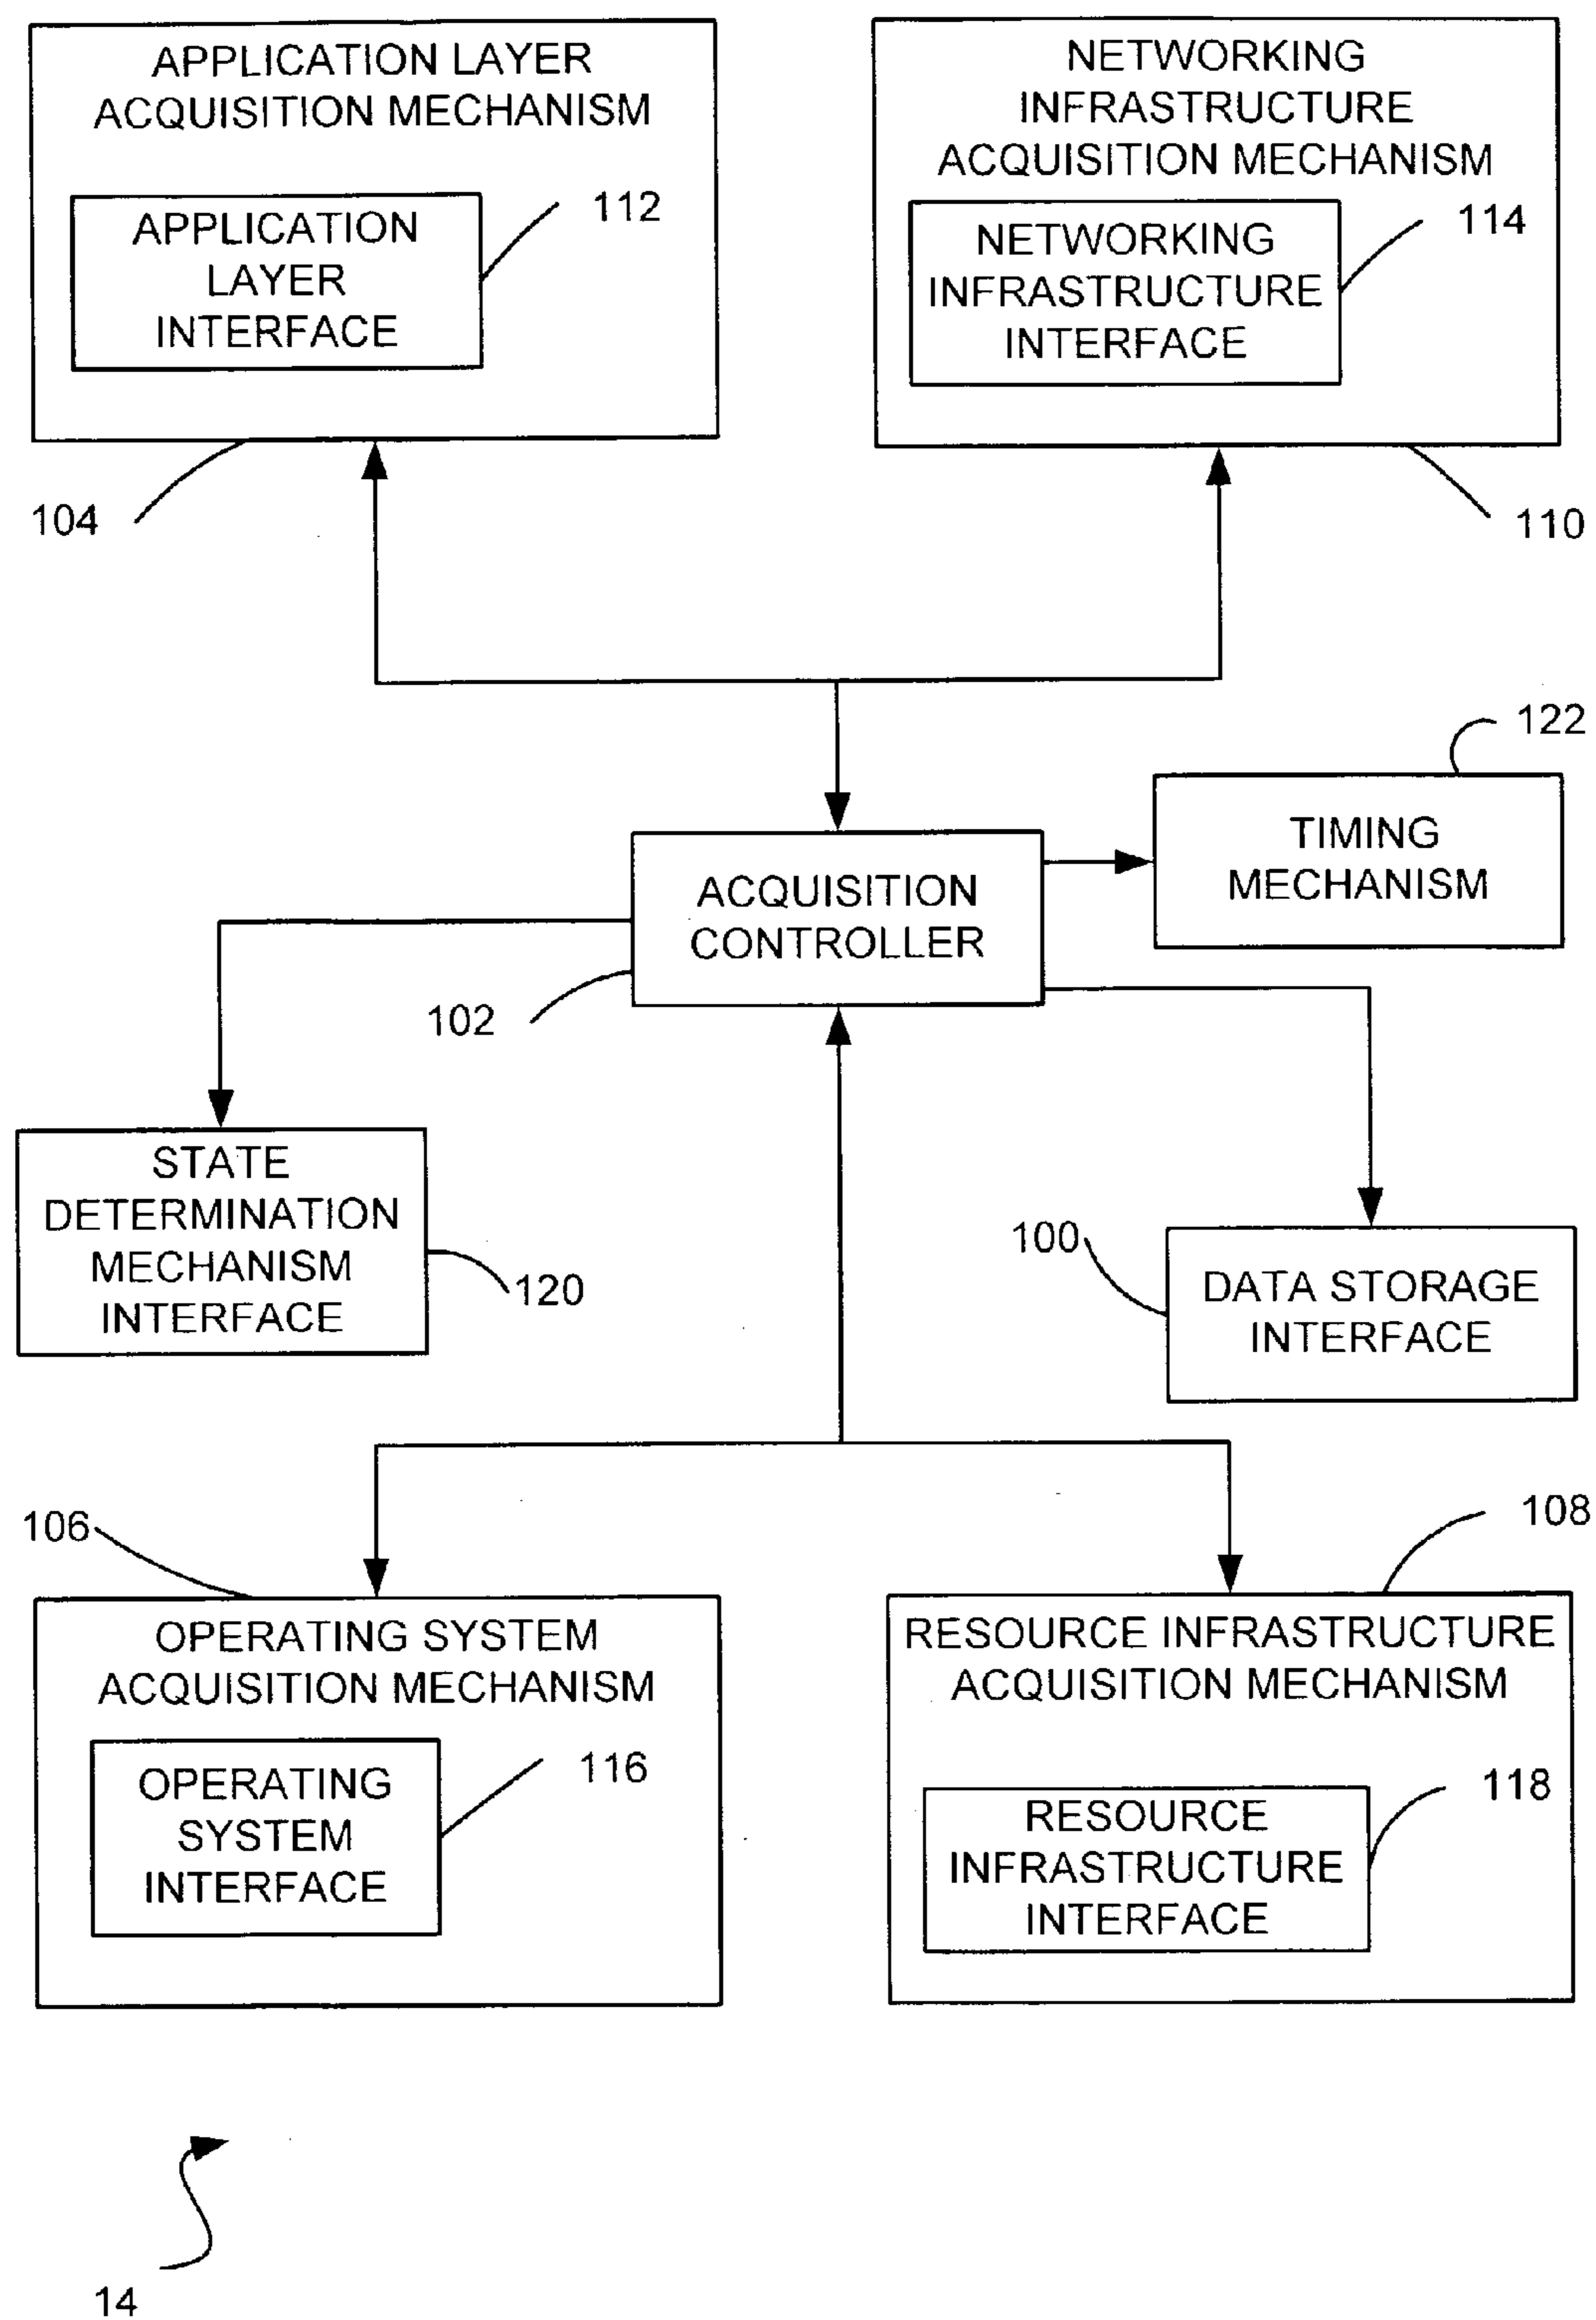 APPLICATION LAYER
ACQUISITION MECHANISM
APPLICATION
LAYER
INTERFACE
112
104
NETWORKING
INFRASTRUCTURE
ACQUISITION MECHANISM
NETWORKING
INFRASTRUCTURE
INTERFACE
114
110
122
TIMING
MECHANISM
ACQUISITION
CONTROLLER
102
STATE
DETERMINATION
MECHANISM
INTERFACE
120
100
DATA STORAGE
INTERFACE
106
OPERATING SYSTEM
ACQUISITION MECHANISM
OPERATING
SYSTEM
INTERFACE
116
108
RESOURCE INFRASTRUCTURE
ACQUISITION MECHANISM
RESOURCE
INFRASTRUCTURE
INTERFACE
118
14